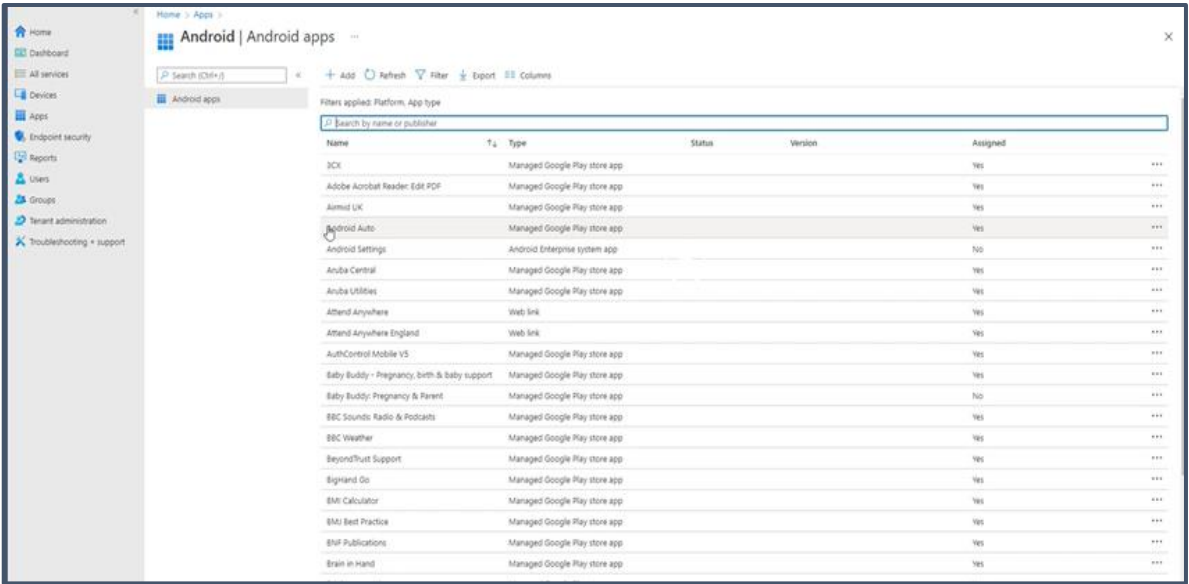 Home > Apps >
Android | Android apps ...
Home
Dashboard
All services
Devices
Apps
Endpoint security
Reports
Users
Groups
Tenant administration
Troubleshooting + support
Search (Ctrl+/)
Android apps
Add Refresh Filter Export Columns
Filters applied: Platform, App type
Search by name or publisher
Name Type Status Version Assigned
3CX Managed Google Play store app Yes
Adobe Acrobat Reader: Edit PDF Managed Google Play store app Yes
Airmid UK Managed Google Play store app Yes
Android Auto Managed Google Play store app Yes
Android Settings Android Enterprise system app No
Aruba Central Managed Google Play store app Yes
Aruba Utilities Managed Google Play store app Yes
Attend Anywhere Web link Yes
Attend Anywhere England Web link Yes
AuthControl Mobile V5 Managed Google Play store app Yes
Baby Buddy - Pregnancy, birth & baby support Managed Google Play store app Yes
Baby Buddy: Pregnancy & Parent Managed Google Play store app No
BBC Sounds: Radio & Podcasts Managed Google Play store app Yes
BBC Weather Managed Google Play store app Yes
BeyondTrust Support Managed Google Play store app Yes
BigHand Go Managed Google Play store app Yes
BMI Calculator Managed Google Play store app Yes
BMJ Best Practice Managed Google Play store app Yes
BNF Publications Managed Google Play store app Yes
Brain in Hand Managed Google Play store app Yes